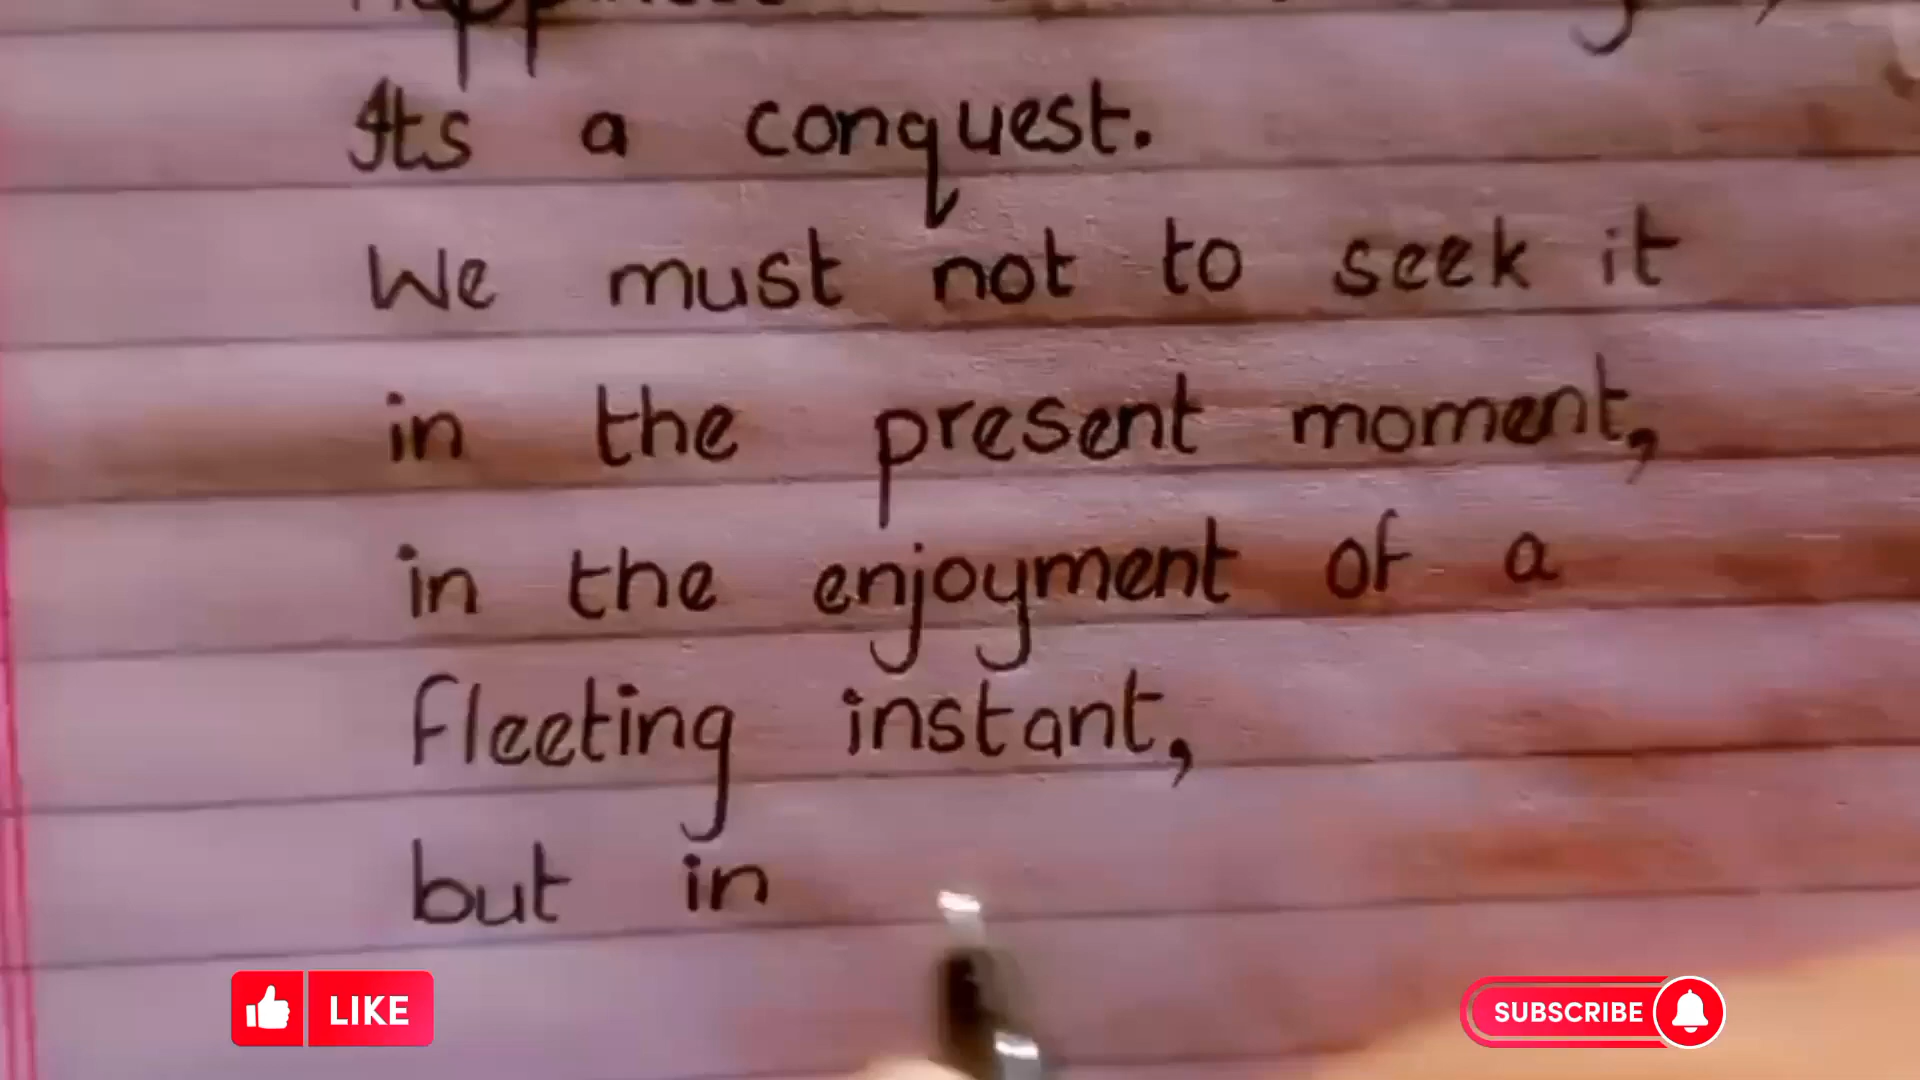 Its a conquest.
We must not to seek it
in the present moment,
in the enjoyment of a
fleeting instant,
but in
LIKE
SUBSCRIBE